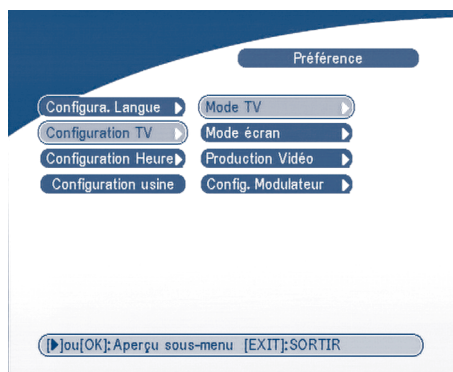 Préférence
Configura. Langue
Mode TV
Configuration TV
Mode écran
Configuration Heure
Production Vidéo
Configuration usine
Config. Modulateur
[▶]ou[OK]:Aperçu sous-menu [EXIT]:SORTIR